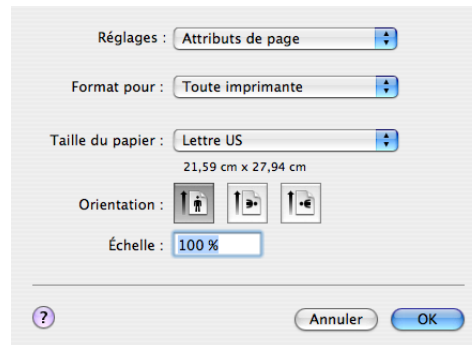 Réglages : Attributs de page
Format pour : Toute imprimante
Taille du papier : Lettre US
21,59 cm x 27,94 cm
Orientation :
Échelle : 100 %
? Annuler OK